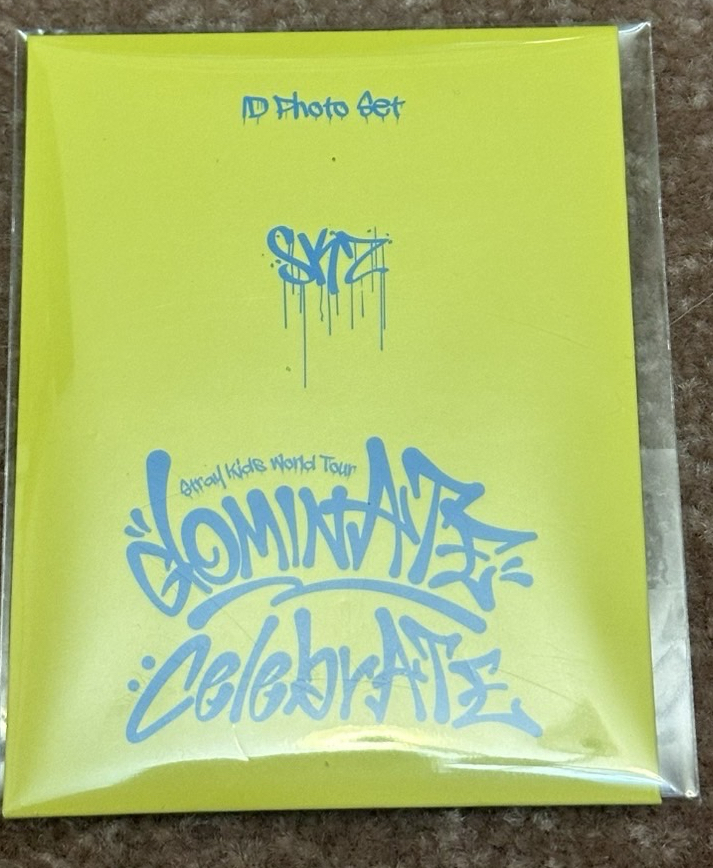 ID Photo Set
SKZ
Stray Kids World Tour
dominATE
CelebrATE